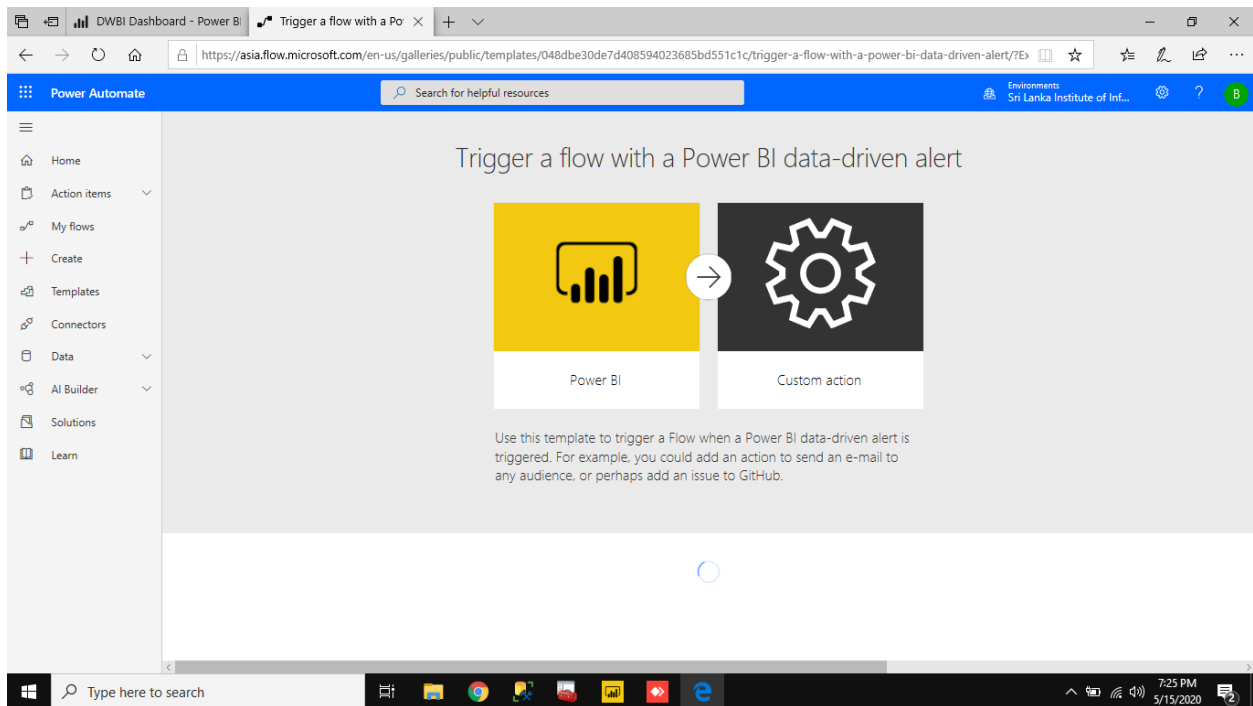 DWBI Dashboard - Power BI
Trigger a flow with a Po
https://asia.flow.microsoft.com/en-us/galleries/public/templates/048dbe30de7d408594023685bd551c1c/trigger-a-flow-with-a-power-bi-data-driven-alert/?Ex
Power Automate
Search for helpful resources
Environments
Sri Lanka Institute of Inf...
?
B
Home
Action items
My flows
Create
Templates
Connectors
Data
AI Builder
Solutions
Learn
Trigger a flow with a Power BI data-driven alert
Power BI
Custom action
Use this template to trigger a Flow when a Power BI data-driven alert is
triggered. For example, you could add an action to send an e-mail to
any audience, or perhaps add an issue to GitHub.
Type here to search
7:25 PM
5/15/2020
2